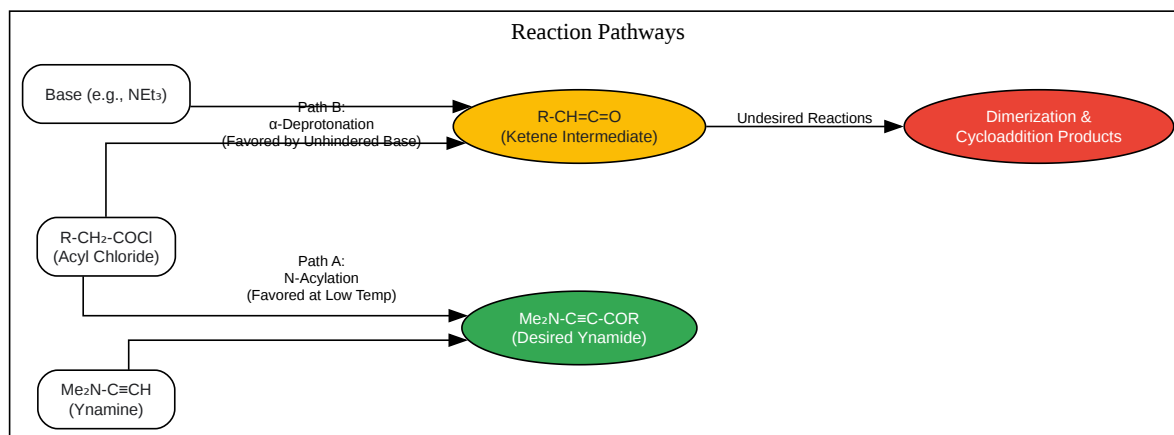 Reaction Pathways
Base (e.g., NEt₃)
Path B:
α-Deprotonation
(Favored by Unhindered Base)
R-CH=C=O
(Ketene Intermediate)
Undesired Reactions
Dimerization &
Cycloaddition Products
R-CH₂-COCl
(Acyl Chloride)
Path A:
N-Acylation
(Favored at Low Temp)
Me₂N-C≡C-COR
(Desired Ynamide)
Me₂N-C≡CH
(Ynamine)